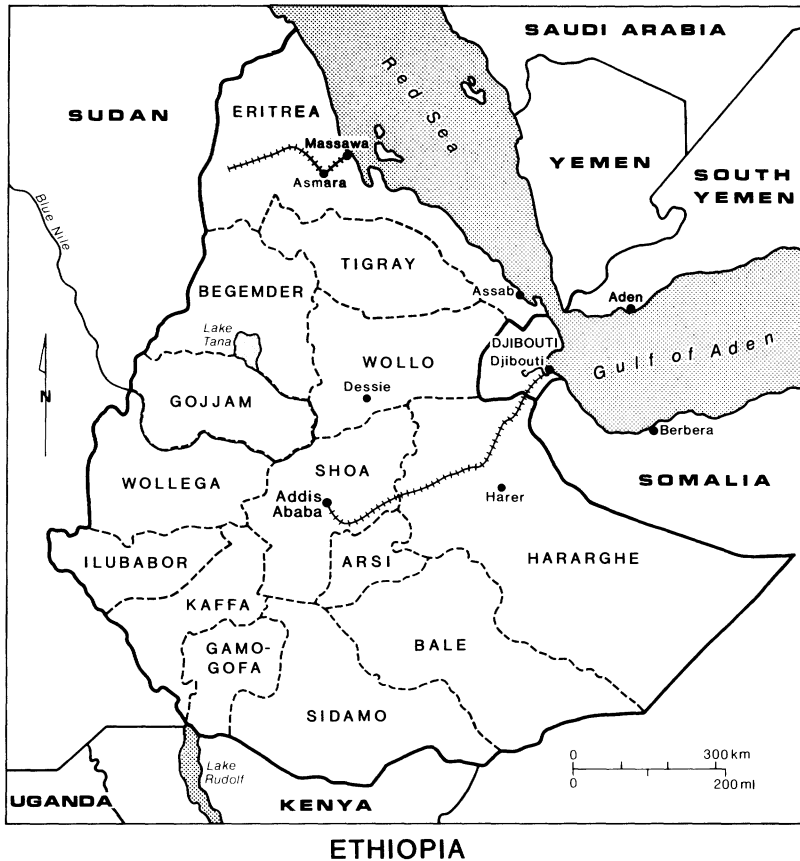 SAUDI ARABIA
SUDAN
Red Sea
ERITREA
Massawa
Asmara
YEMEN
SOUTH
YEMEN
Blue Nile
TIGRAY
BEGEMDER
Assab
Aden
Lake
Tana
DJIBOUTI
Djibouti
Gulf of Aden
WOLLO
Dessie
N
GOJJAM
Berbera
SHOA
WOLLEGA
SOMALIA
Addis
Ababa
Harer
ILUBABOR
ARSI
HARARGHE
KAFFA
GAMO-
GOFA
BALE
SIDAMO
0 300 km
0 200 ml
Lake
Rudolf
UGANDA
KENYA
ETHIOPIA